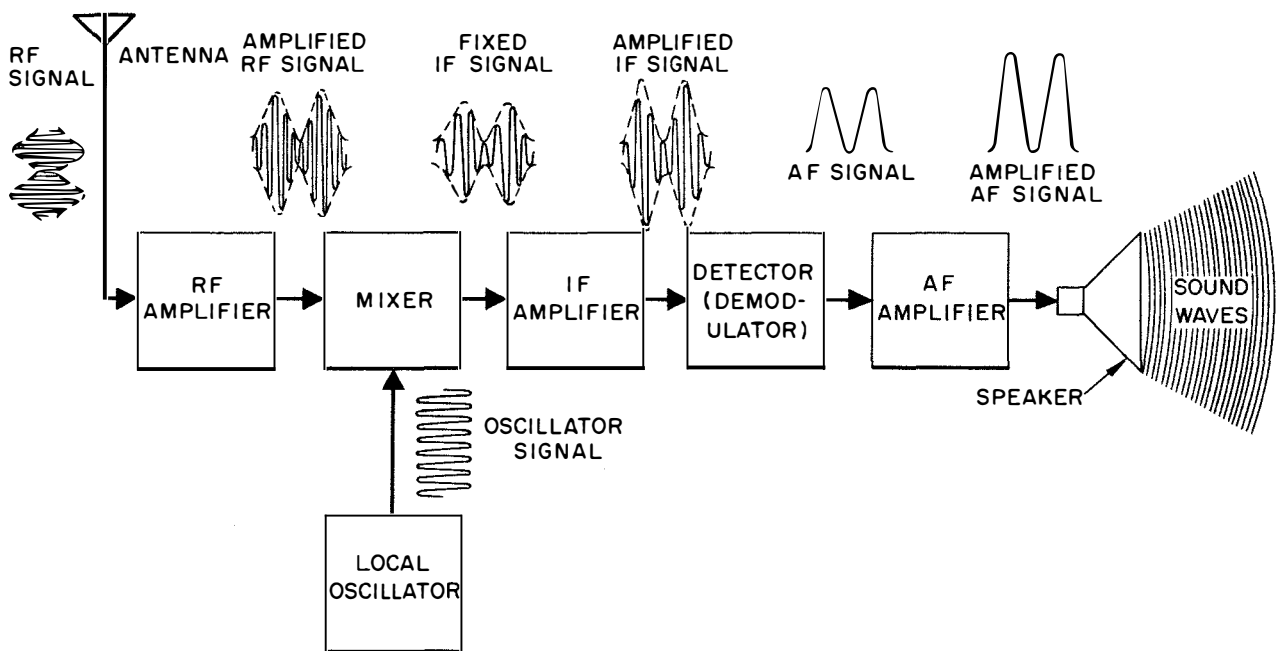 RF
SIGNAL
ANTENNA
AMPLIFIED
RF SIGNAL
FIXED
IF SIGNAL
AMPLIFIED
IF SIGNAL
AF SIGNAL
AMPLIFIED
AF SIGNAL
RF
AMPLIFIER
MIXER
IF
AMPLIFIER
DETECTOR
(DEMOD-
ULATOR)
AF
AMPLIFIER
SOUND
WAVES
SPEAKER
OSCILLATOR
SIGNAL
LOCAL
OSCILLATOR